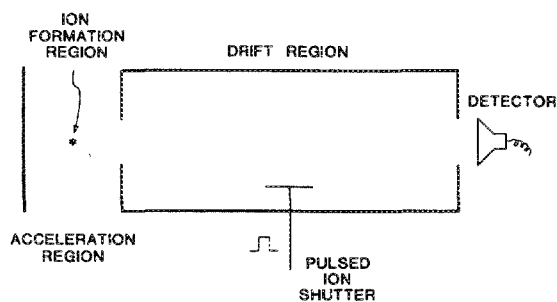 ION
FORMATION
REGION
DRIFT REGION
DETECTOR
ACCELERATION
REGION
PULSED
ION
SHUTTER